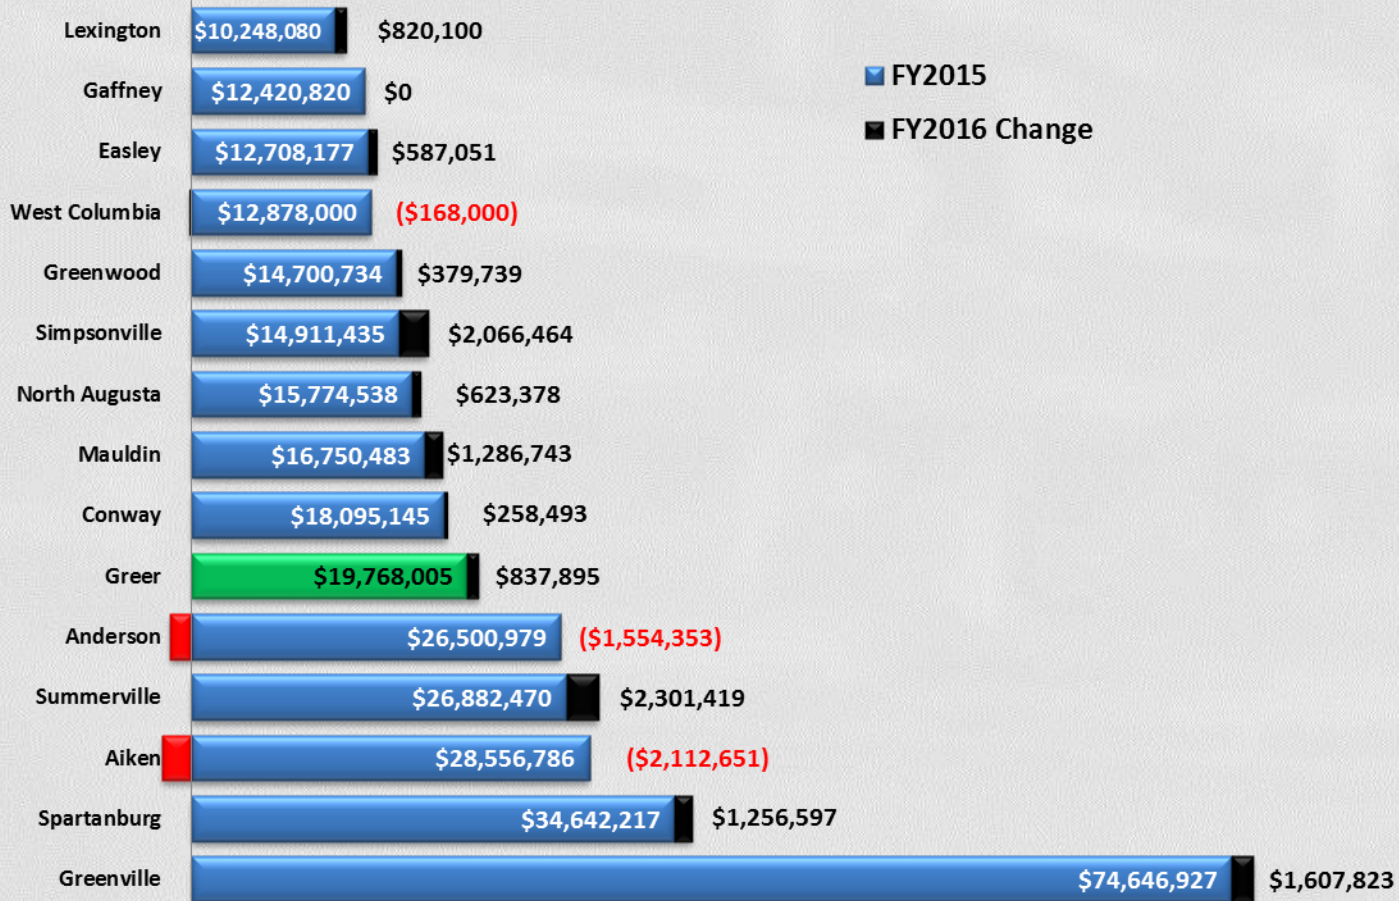 Lexington $10,248,080 $820,100
Gaffney $12,420,820 $0
FY2015
Easley $12,708,177 $587,051
FY2016 Change
West Columbia $12,878,000 ($168,000)
Greenwood $14,700,734 $379,739
Simpsonville $14,911,435 $2,066,464
North Augusta $15,774,538 $623,378
Mauldin $16,750,483 $1,286,743
Conway $18,095,145 $258,493
Greer $19,768,005 $837,895
Anderson $26,500,979 ($1,554,353)
Summerville $26,882,470 $2,301,419
Aiken $28,556,786 ($2,112,651)
Spartanburg $34,642,217 $1,256,597
Greenville $74,646,927 $1,607,823